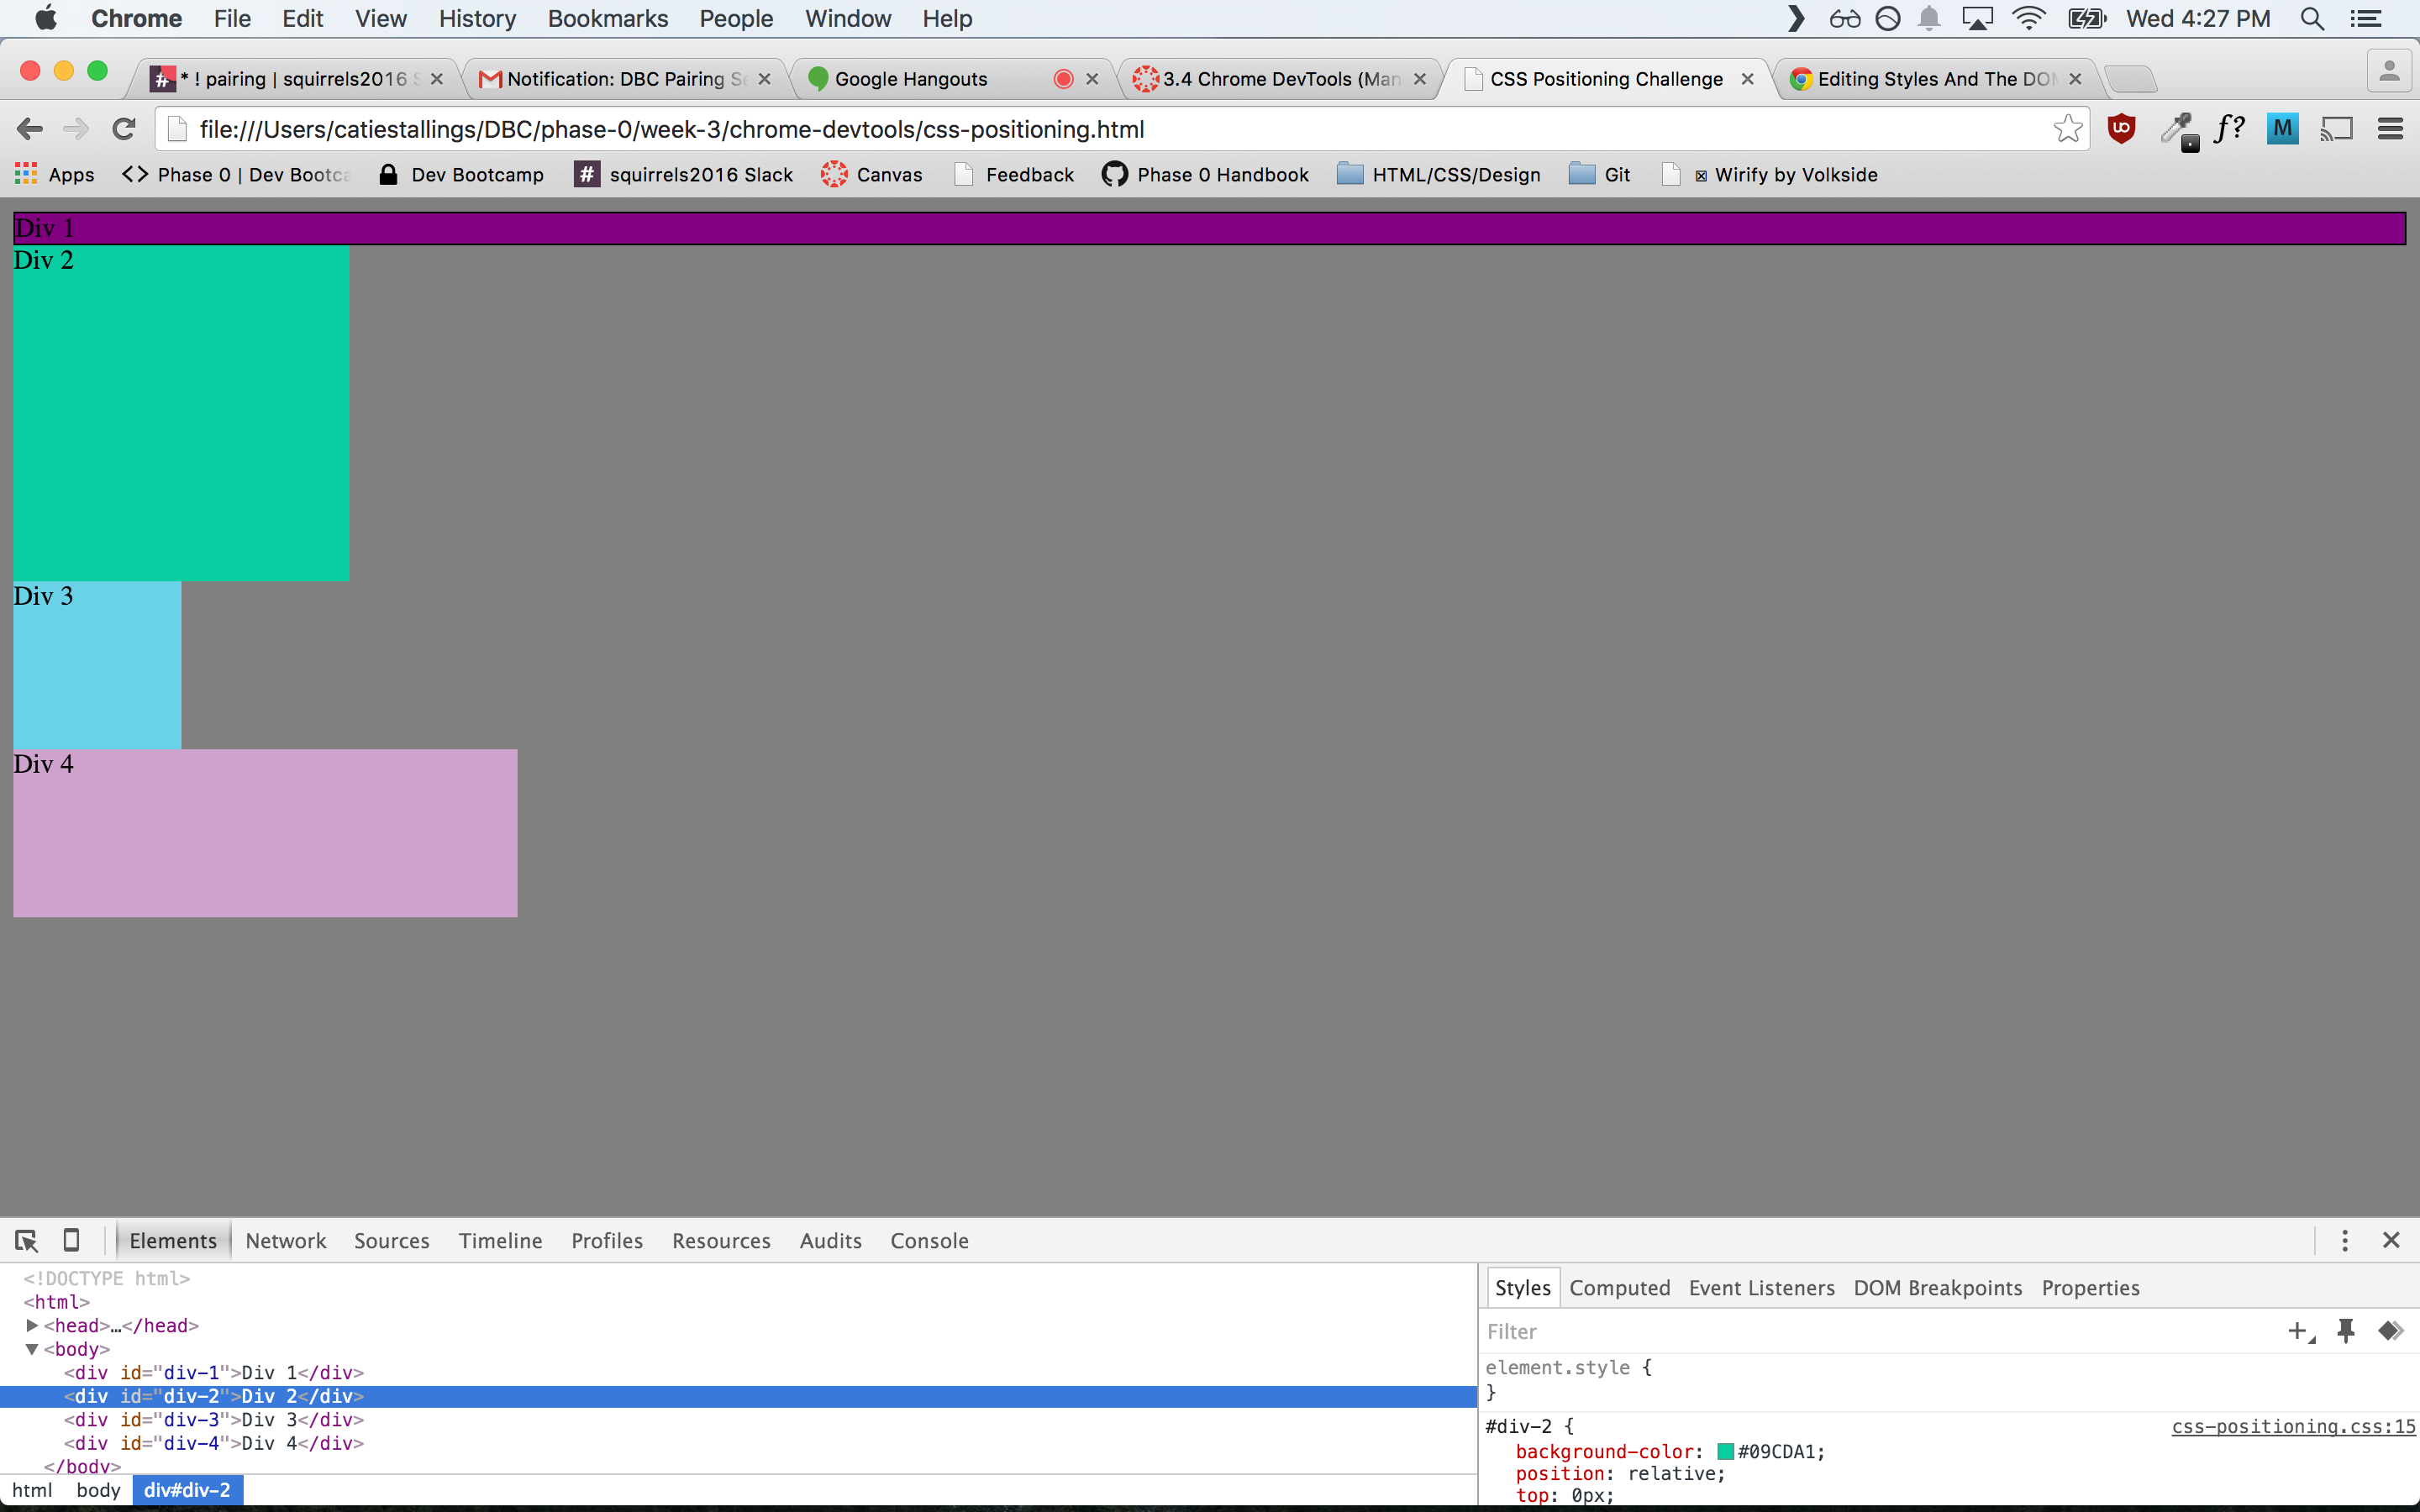 Chrome File Edit View History Bookmarks People Window Help Wed 4:27 PM
* ! pairing | squirrels2016 S Notification: DBC Pairing Se Google Hangouts 3.4 Chrome DevTools (Man CSS Positioning Challenge Editing Styles And The DOM
file:///Users/catiestallings/DBC/phase-0/week-3/chrome-devtools/css-positioning.html f? M
Apps <> Phase 0 | Dev Bootca Dev Bootcamp # squirrels2016 Slack Canvas Feedback Phase 0 Handbook HTML/CSS/Design Git Wirify by Volkside
Div 1
Div 2
Div 3
Div 4
Elements Network Sources Timeline Profiles Resources Audits Console
<!DOCTYPE html>
<html>
<head>…</head>
<body>
<div id="div-1">Div 1</div>
<div id="div-2">Div 2</div>
<div id="div-3">Div 3</div>
<div id="div-4">Div 4</div>
</body>
html body div#div-2
Styles Computed Event Listeners DOM Breakpoints Properties
Filter
element.style {
}
#div-2 { css-positioning.css:15
background-color: #09CDA1;
position: relative;
top: 0px;